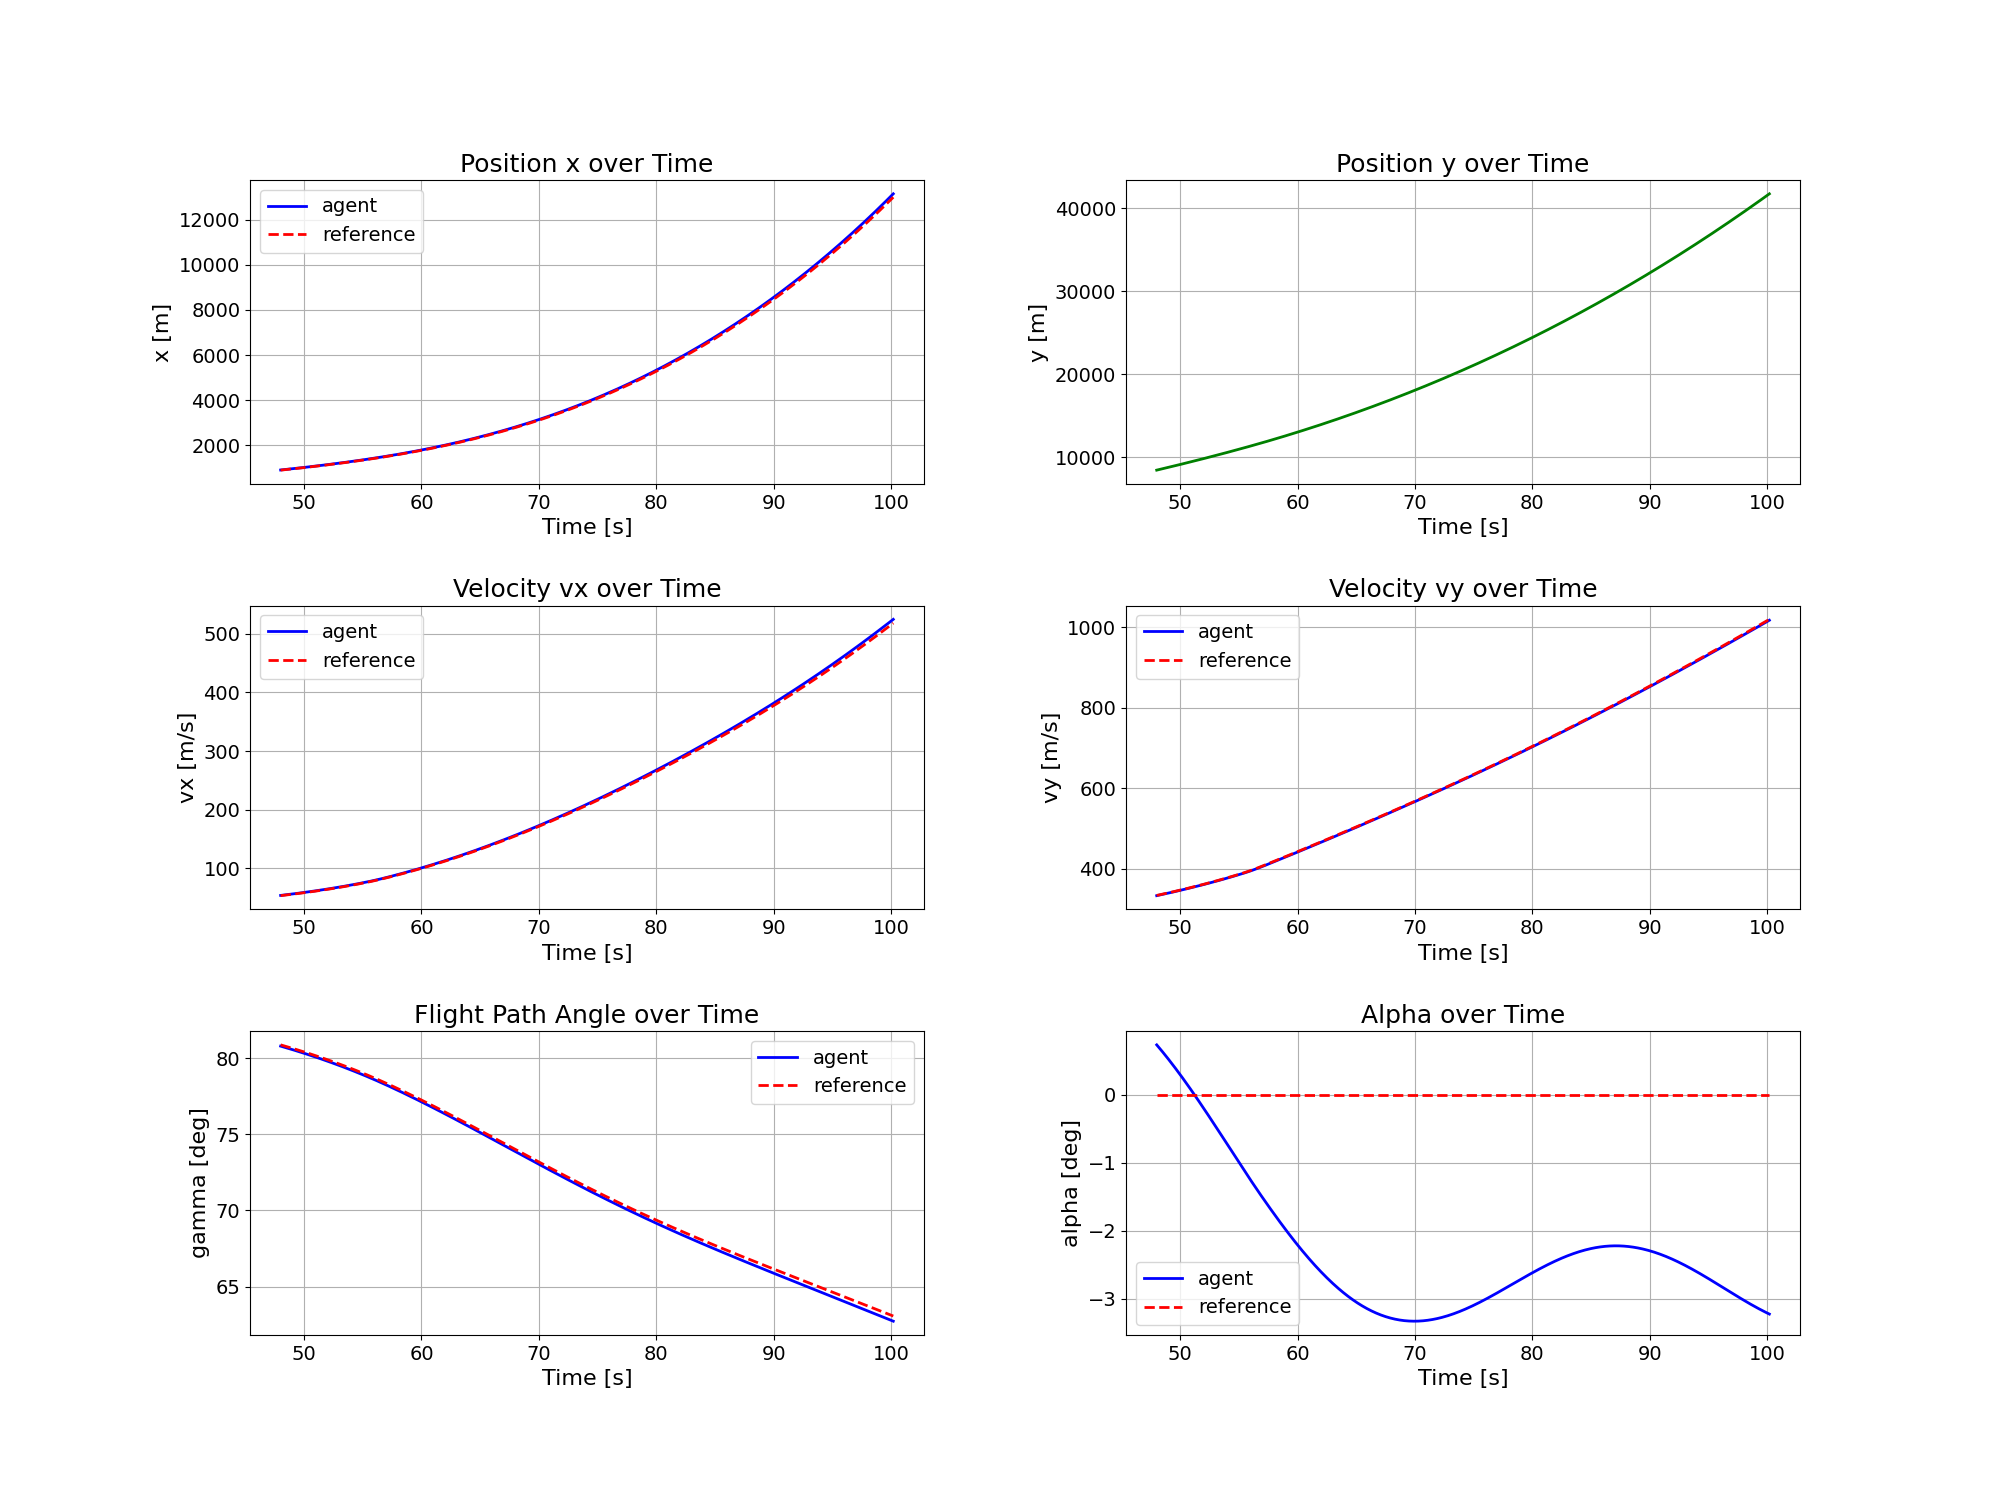 Position x over Time
agent
reference
12000
10000
8000
6000
4000
2000
x [m]
50 60 70 80 90 100
Time [s]
Position y over Time
40000
30000
20000
10000
y [m]
50 60 70 80 90 100
Time [s]
Velocity vx over Time
agent
reference
500
400
300
200
100
vx [m/s]
50 60 70 80 90 100
Time [s]
Velocity vy over Time
agent
reference
1000
800
600
400
vy [m/s]
50 60 70 80 90 100
Time [s]
Flight Path Angle over Time
agent
reference
80
75
70
65
gamma [deg]
50 60 70 80 90 100
Time [s]
Alpha over Time
0
−1
−2
−3
alpha [deg]
agent
reference
50 60 70 80 90 100
Time [s]